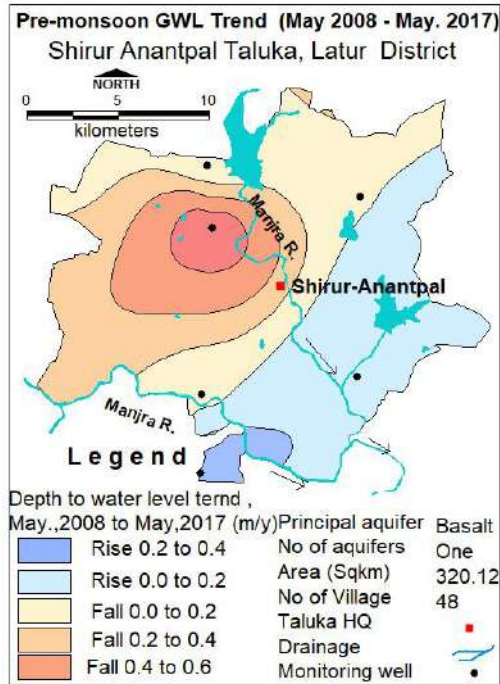 Pre-monsoon GWL Trend (May 2008 - May. 2017)
Shirur Anantpal Taluka, Latur District
NORTH
0 5 10
kilometers
Manjra R.
Shirur-Anantpal
Manjra R.
Legend
Depth to water level ternd ,
May.,2008 to May,2017 (m/y)
Rise 0.2 to 0.4
Rise 0.0 to 0.2
Fall 0.0 to 0.2
Fall 0.2 to 0.4
Fall 0.4 to 0.6
Principal aquifer Basalt
No of aquifers One
Area (Sqkm) 320.12
No of Village 48
Taluka HQ
Drainage
Monitoring well